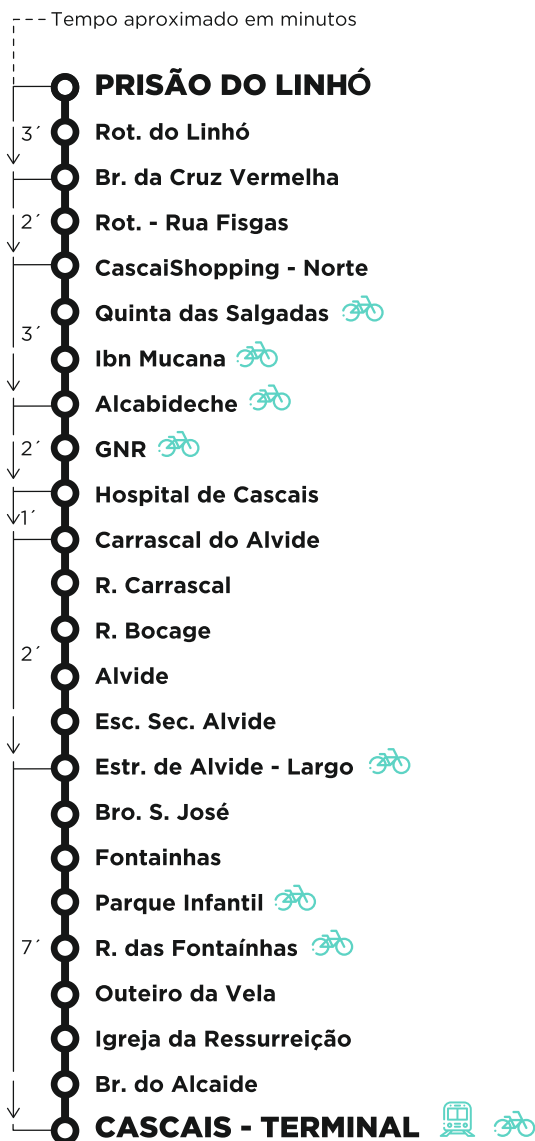 Tempo aproximado em minutos
PRISÃO DO LINHÓ
3´
Rot. do Linhó
Br. da Cruz Vermelha
2´
Rot. - Rua Fisgas
CascaiShopping - Norte
Quinta das Salgadas
3´
Ibn Mucana
Alcabideche
2´
GNR
Hospital de Cascais
1´
Carrascal do Alvide
R. Carrascal
R. Bocage
2´
Alvide
Esc. Sec. Alvide
Estr. de Alvide - Largo
Bro. S. José
Fontainhas
Parque Infantil
7´
R. das Fontaínhas
Outeiro da Vela
Igreja da Ressurreição
Br. do Alcaide
CASCAIS - TERMINAL